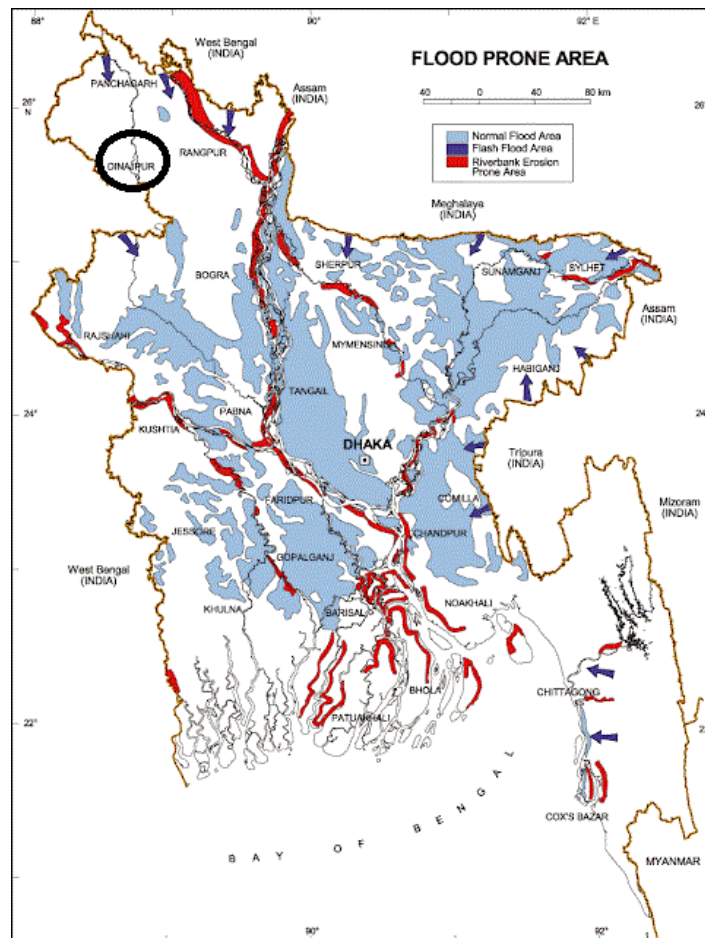 88°
90
92 E
West Bengal
(INDIA)
FLOOD PRONE AREA
PANCHAGARH
Assam
(INDIA)
40 0 40 80 km
26°
N
26°
Normal Flood Area
Flash Flood Area
Riverbank Erosion
Prone Area
DINAJPUR
RANGPUR
Meghalaya
(INDIA)
SHERPUR
SUNAMGANJ
SYLHET
BOGRA
Assam
(INDIA)
RAJSHAHI
MYMENSINGH
HABIGANJ
TANGAIL
PABNA
24
24
KUSHTIA
DHAKA
Tripura
(INDIA)
FARIDPUR
COMILLA
Mizoram
(INDIA)
JESSORE
CHANDPUR
GOPALGANJ
West Bengal
(INDIA)
KHULNA
BARISAL
NOAKHALI
BHOLA
CHITTAGONG
PATUAKHALI
22
COX'S BAZAR
BAY OF BENGAL
MYANMAR
90
92